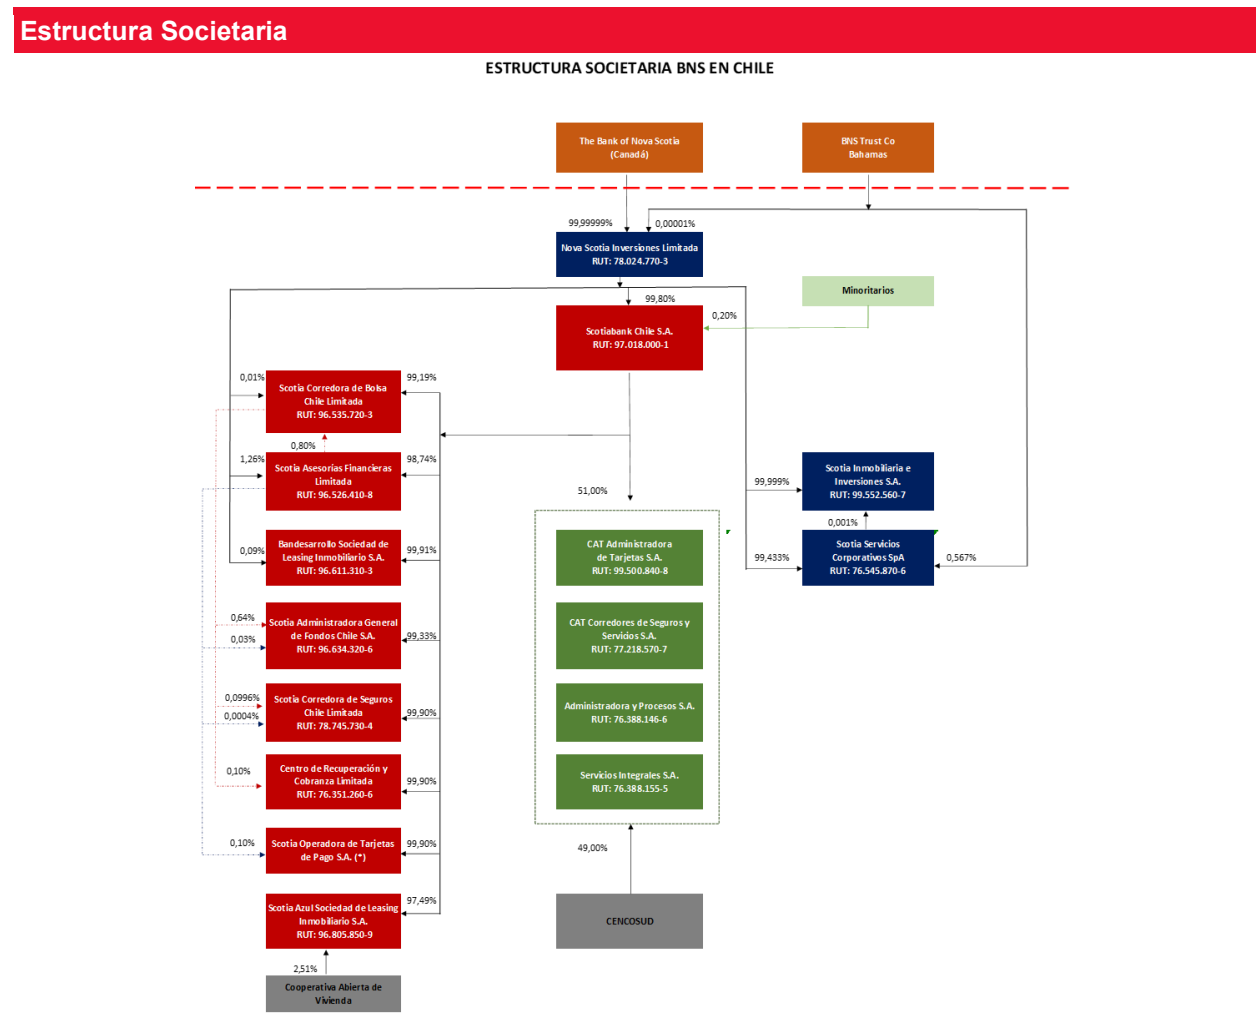 Estructura Societaria
ESTRUCTURA SOCIETARIA BNS EN CHILE
The Bank of Nova Scotia
(Canadá)
BNS Trust Co
Bahamas
99,99999%
0,00001%
Nova Scotia Inversiones Limitada
RUT: 78.024.770-3
Minoritarios
99,80%
0,20%
Scotiabank Chile S.A.
RUT: 97.018.000-1
0,01%
99,19%
Scotia Corredora de Bolsa
Chile Limitada
RUT: 96.535.720-3
0,80%
1,26%
98,74%
Scotia Asesorías Financieras
Limitada
RUT: 96.526.410-8
51,00%
99,999%
Scotia Inmobiliaria e
Inversiones S.A.
RUT: 99.552.560-7
0,001%
0,09%
99,91%
Bandesarrollo Sociedad de
Leasing Inmobiliario S.A.
RUT: 96.611.310-3
CAT Administradora
de Tarjetas S.A.
RUT: 99.500.840-8
99,433%
Scotia Servicios
Corporativos SpA
RUT: 76.545.870-6
0,567%
0,64%
0,03%
99,33%
Scotia Administradora General
de Fondos Chile S.A.
RUT: 96.634.320-6
CAT Corredores de Seguros y
Servicios S.A.
RUT: 77.218.570-7
0,0996%
0,0004%
99,90%
Scotia Corredora de Seguros
Chile Limitada
RUT: 78.745.730-4
Administradora y Procesos S.A.
RUT: 76.388.146-6
0,10%
99,90%
Centro de Recuperación y
Cobranza Limitada
RUT: 76.351.260-6
Servicios Integrales S.A.
RUT: 76.388.155-5
0,10%
99,90%
Scotia Operadora de Tarjetas
de Pago S.A. (*)
49,00%
97,49%
Scotia Azul Sociedad de Leasing
Inmobiliario S.A.
RUT: 96.805.850-9
CENCOSUD
2,51%
Cooperativa Abierta de
Vivienda